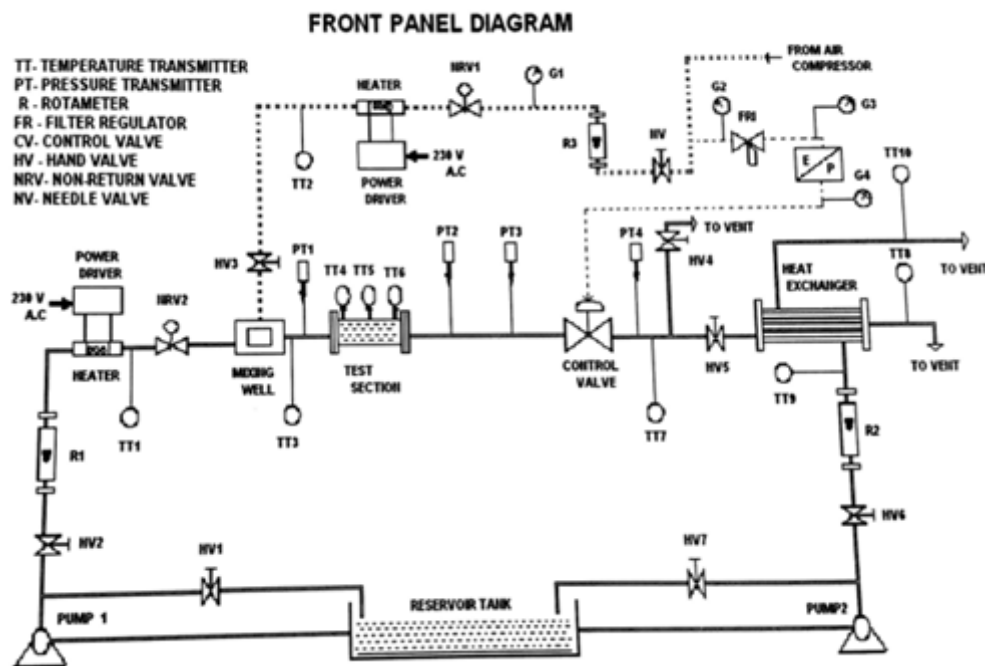 FRONT PANEL DIAGRAM
TT- TEMPERATURE TRANSMITTER
PT- PRESSURE TRANSMITTER
R - ROTAMETER
FR - FILTER REGULATOR
CV - CONTROL VALVE
HV - HAND VALVE
NRV - NON-RETURN VALVE
NV- NEEDLE VALVE
HEATER
NRV1
G1
FROM AIR
COMPRESSOR
G2
G3
FR1
R3
NV
E
P
TT10
G4
TT2
230 V
A.C
POWER
DRIVER
HV3
PT1
PT2
PT3
PT4
TO VENT
HV4
TT8
TO VENT
HEAT
EXCHANGER
POWER
DRIVER
230 V
A.C
NRV2
TT4
TT5
TT6
HEATER
MIXING
WELL
TEST
SECTION
CONTROL
VALVE
HV5
TO VENT
TT9
TT1
TT3
TT7
R1
R2
HV2
HV1
HV7
HV6
PUMP 1
RESERVOIR TANK
PUMP2